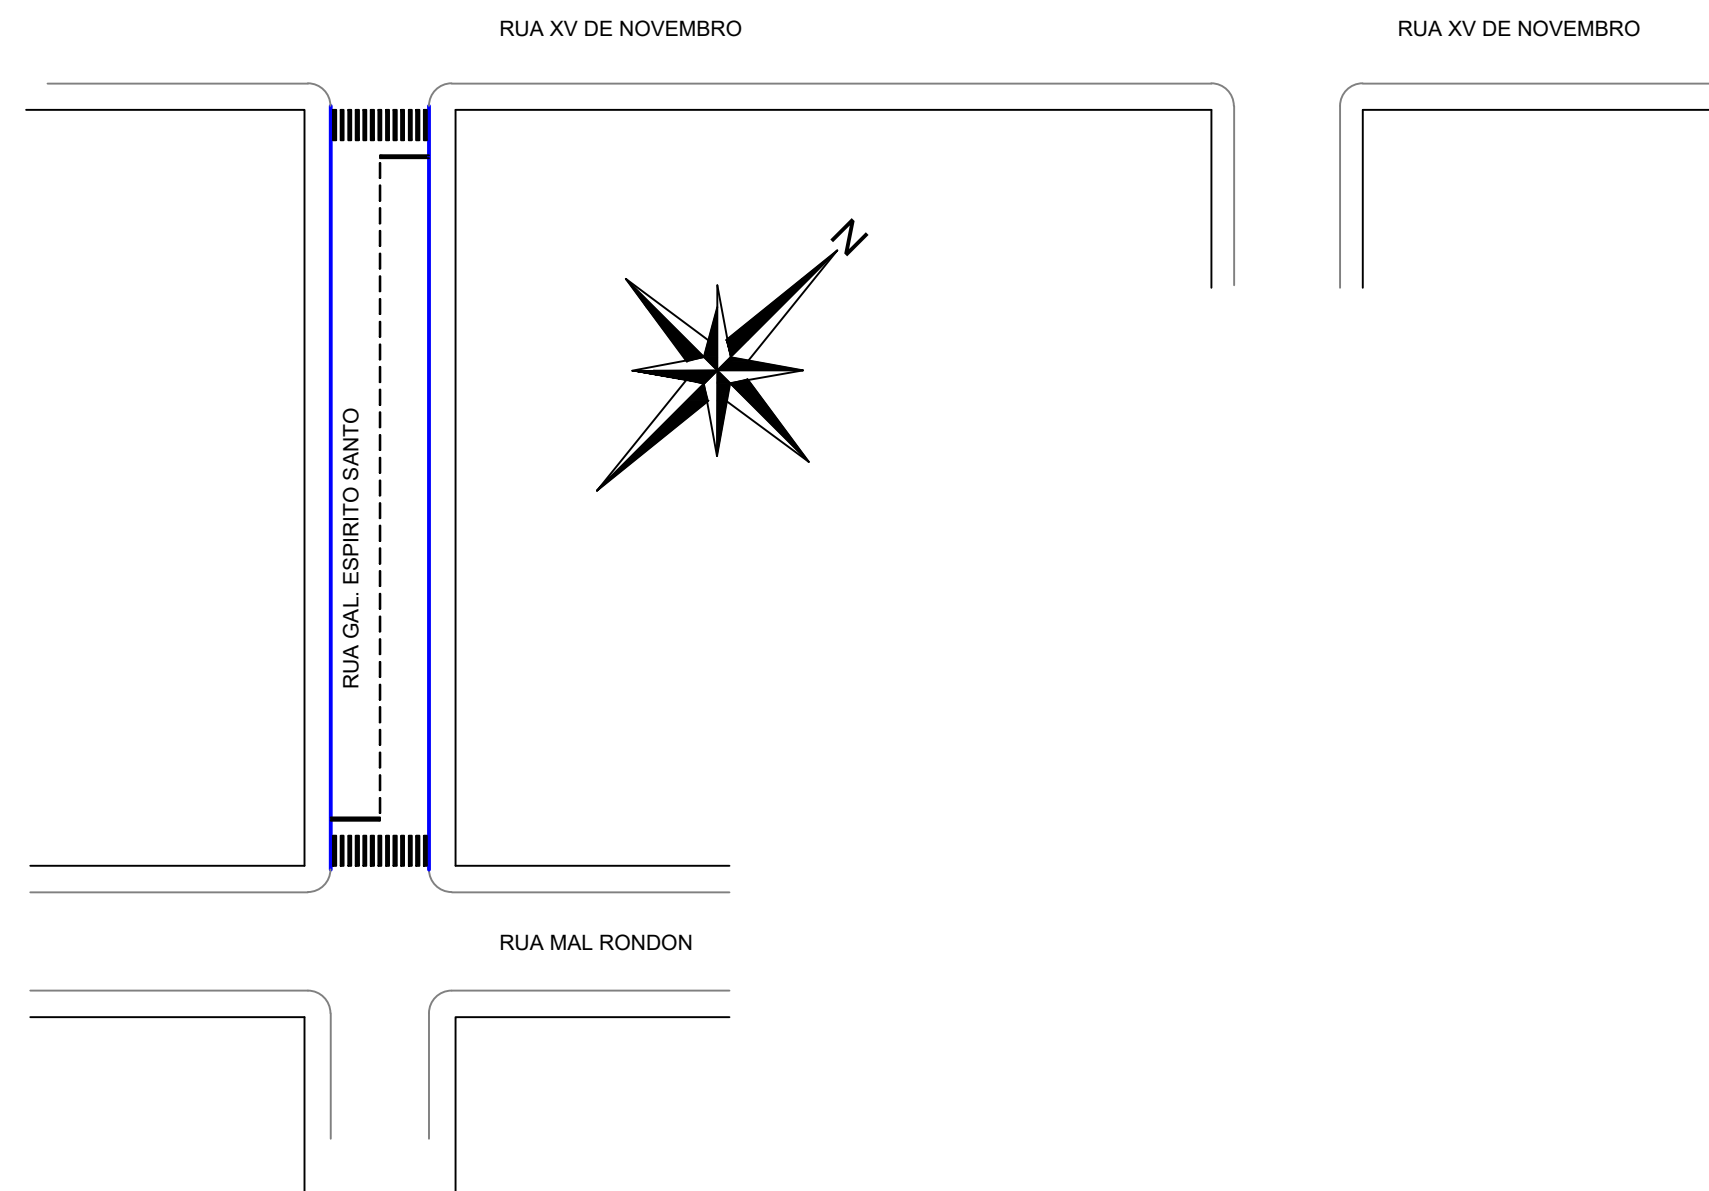 RUA XV DE NOVEMBRO
RUA XV DE NOVEMBRO
N
RUA GAL. ESPIRITO SANTO
RUA MAL RONDON